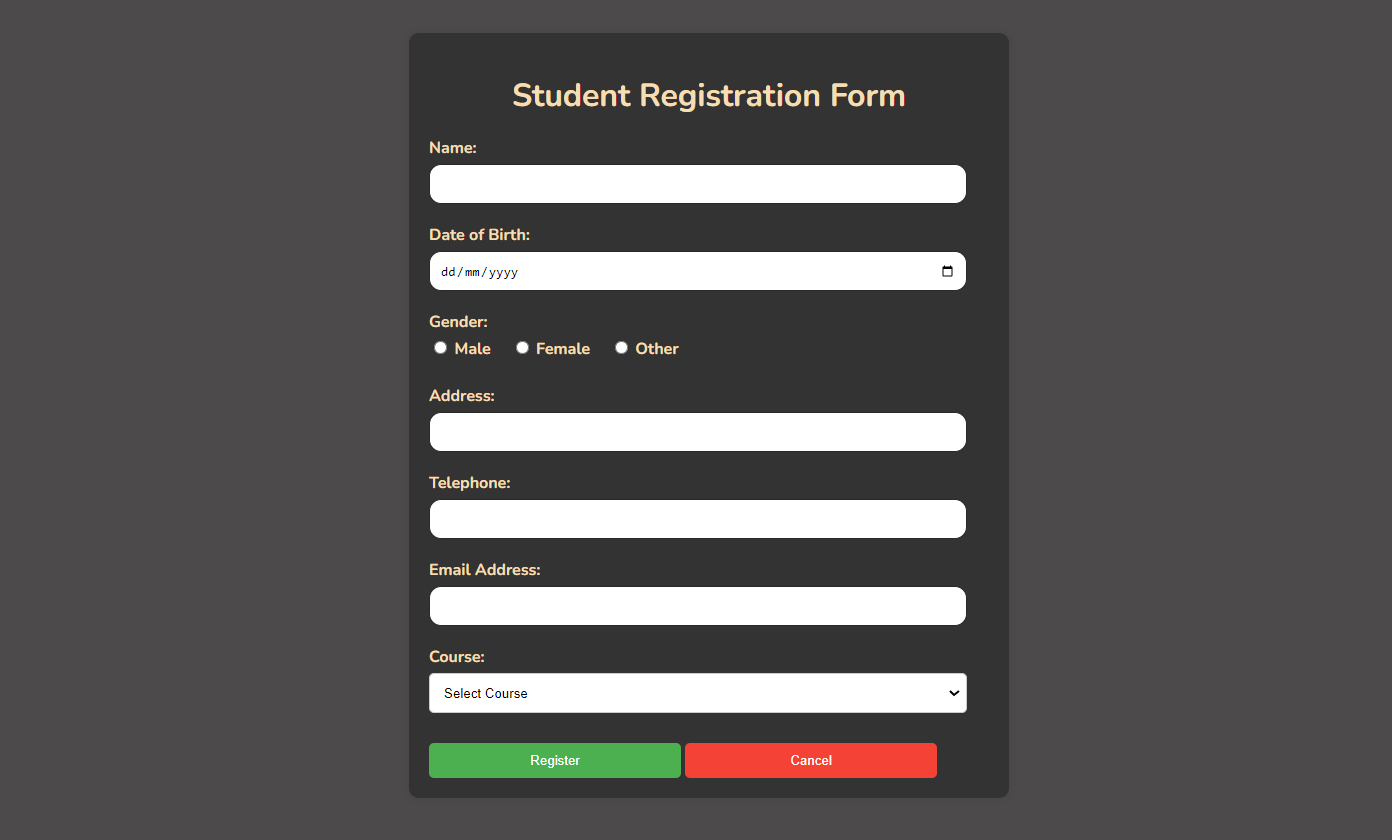 Student Registration Form
Name:
Date of Birth:
dd/mm/yyyy
Gender:
Male Female Other
Address:
Telephone:
Email Address:
Course:
Select Course
Register Cancel